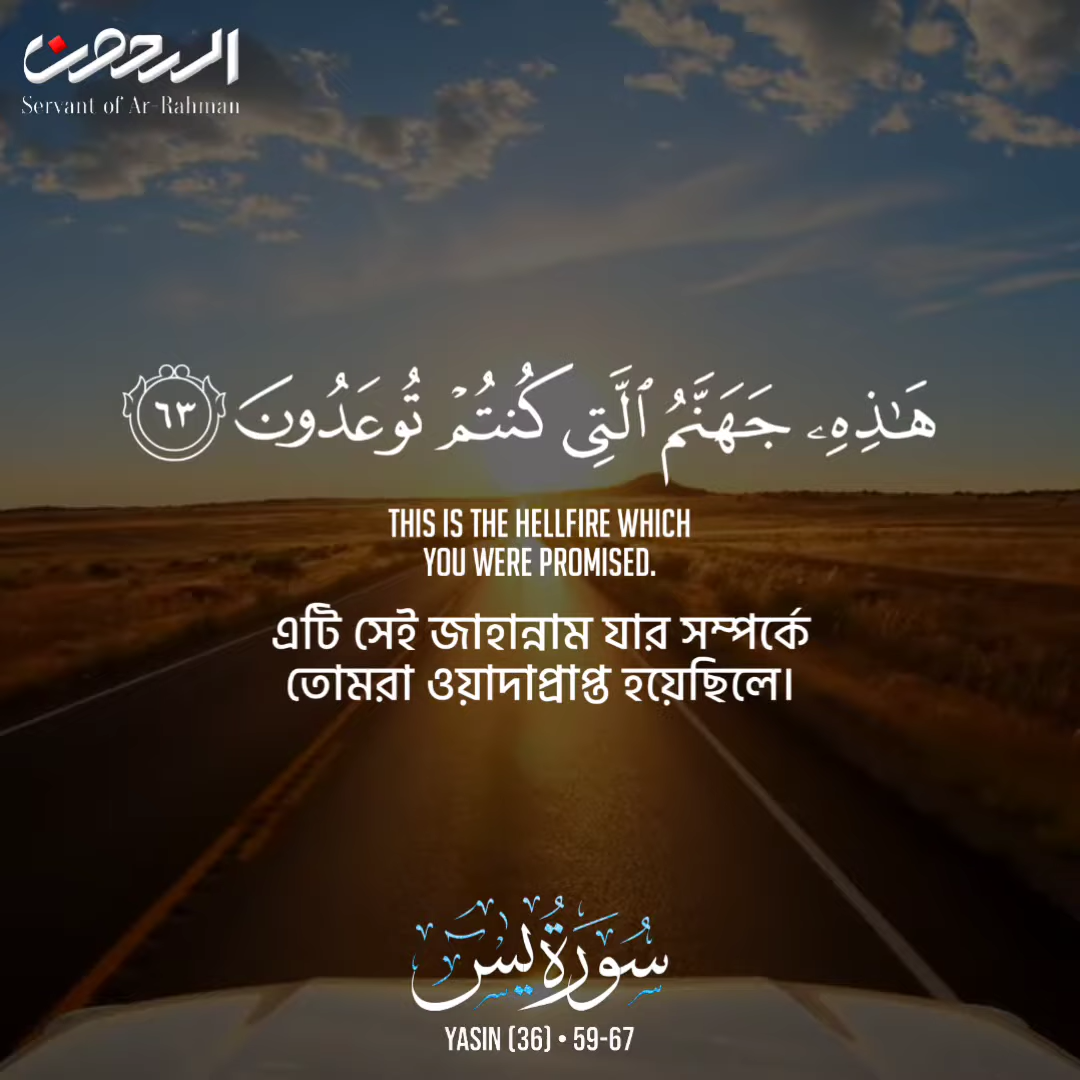 الرحمن
Servant of Ar-Rahman
هَـٰذِهِۦ جَهَنَّمُ ٱلَّتِى كُنتُمْ تُوعَدُونَ ٦٣
THIS IS THE HELLFIRE WHICH
YOU WERE PROMISED.
এটি সেই জাহান্নাম যার সম্পর্কে
তোমরা ওয়াদাপ্রাপ্ত হয়েছিলে।
سُورَةُ يسٓ
YASIN (36) • 59-67